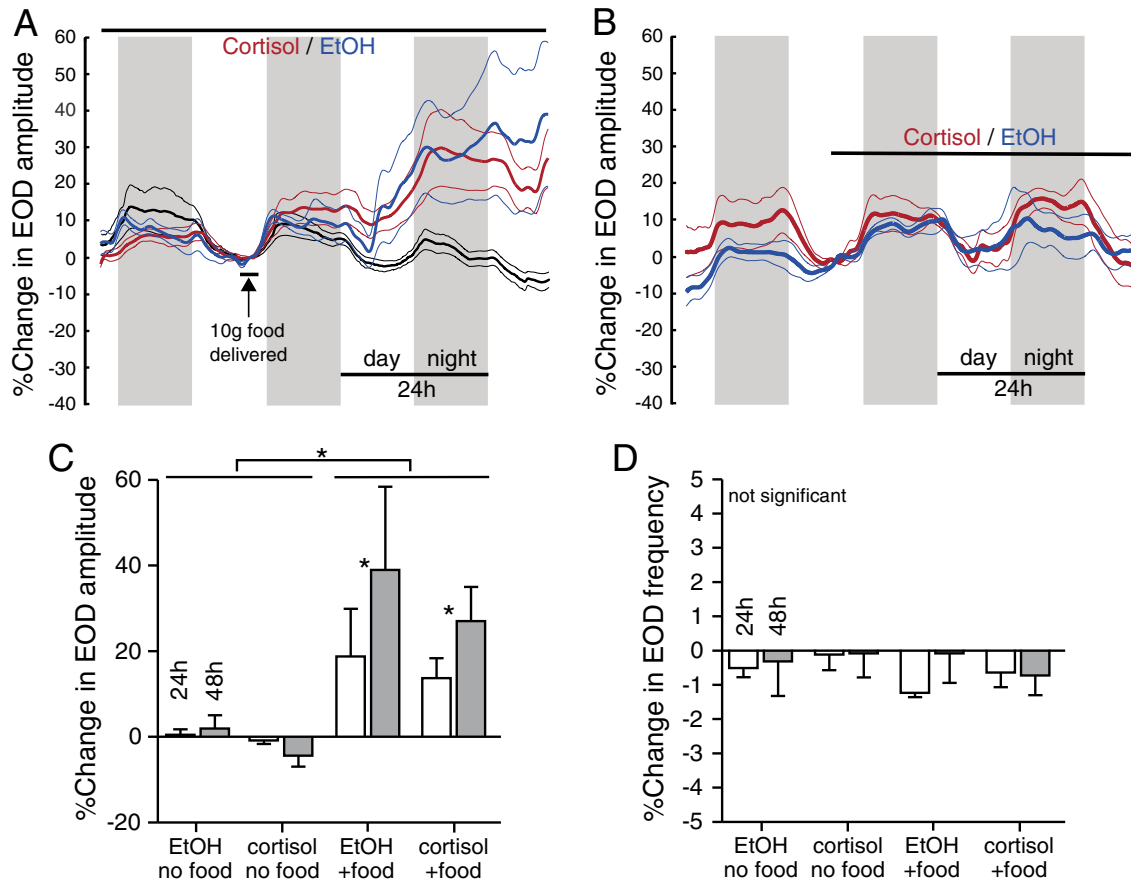 A
%Change in EOD amplitude
60
50
40
30
20
10
0
-10
-20
-30
-40
Cortisol / EtOH
10g food
delivered
day night
24h
B
%Change in EOD amplitude
60
50
40
30
20
10
0
-10
-20
-30
-40
Cortisol / EtOH
day night
24h
C
%Change in EOD amplitude
60
40
20
0
-20
*
*
*
24h
48h
EtOH
no food
cortisol
no food
EtOH
+food
cortisol
+food
D
%Change in EOD frequency
5
4
3
2
1
0
-1
-2
-3
-4
-5
not significant
24h
48h
EtOH
no food
cortisol
no food
EtOH
+food
cortisol
+food